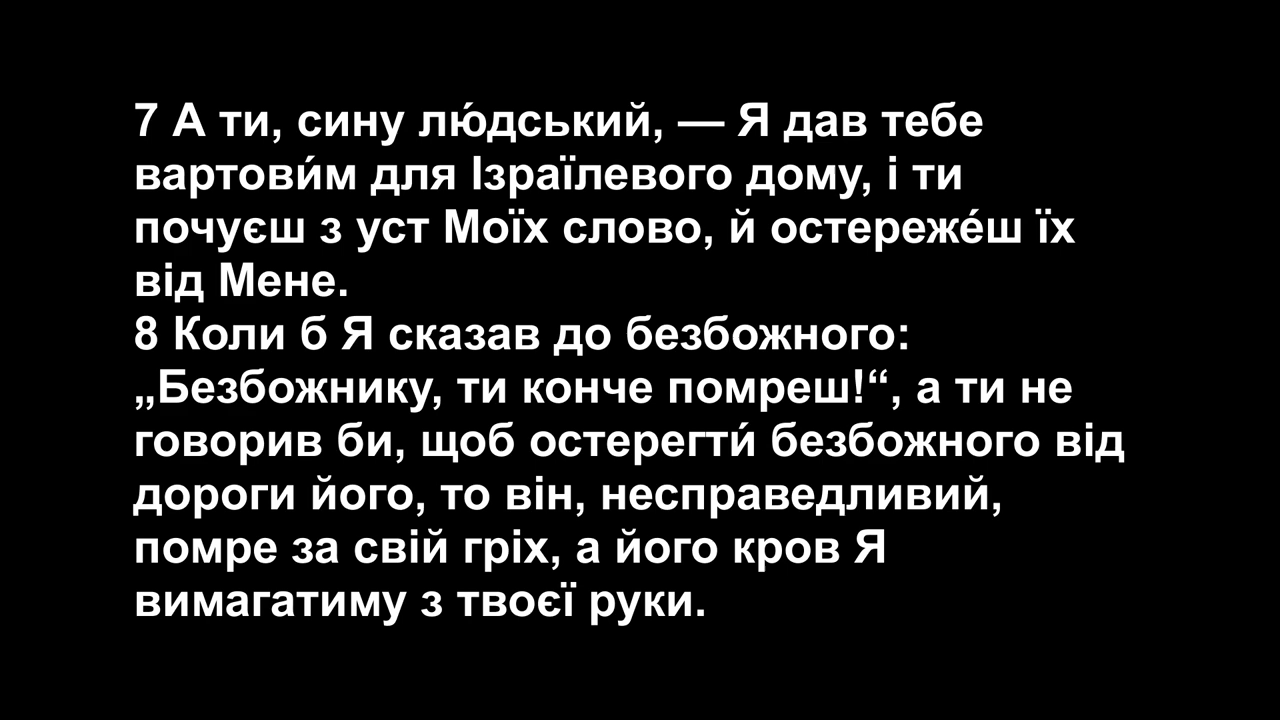 7 А ти, сину лю́дський, — Я дав тебе
вартови́м для Ізраїлевого дому, і ти
почуєш з уст Моїх слово, й остереже́ш їх
від Мене.
8 Коли б Я сказав до безбожного:
„Безбожнику, ти конче помреш!“, а ти не
говорив би, щоб остерегти́ безбожного від
дороги його, то він, несправедливий,
помре за свій гріх, а його кров Я
вимагатиму з твоєї руки.